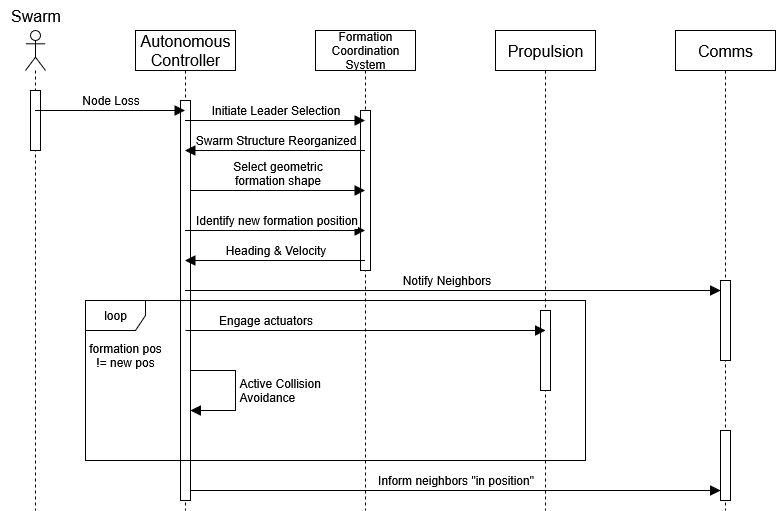 Swarm
Autonomous
Controller
Formation
Coordination
System
Propulsion
Comms
Node Loss
Initiate Leader Selection
Swarm Structure Reorganized
Select geometric
formation shape
Identify new formation position
Heading & Velocity
Notify Neighbors
loop
Engage actuators
formation pos
!= new pos
Active Collision
Avoidance
Inform neighbors "in position"